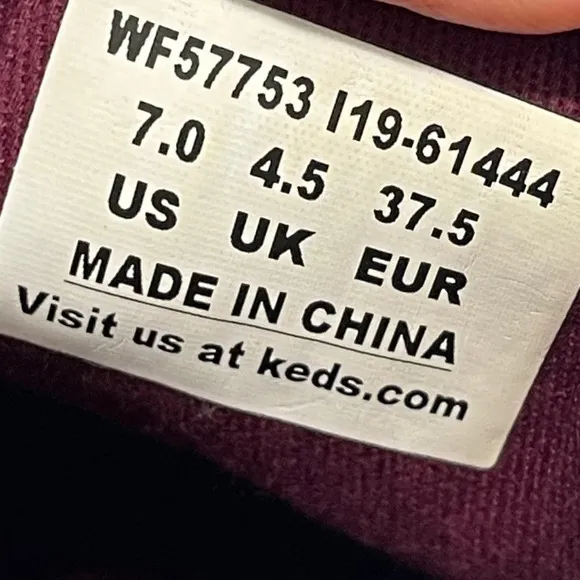 WF57753 I19-61444
7.0 4.5 37.5
US UK EUR
MADE IN CHINA
Visit us at keds.com